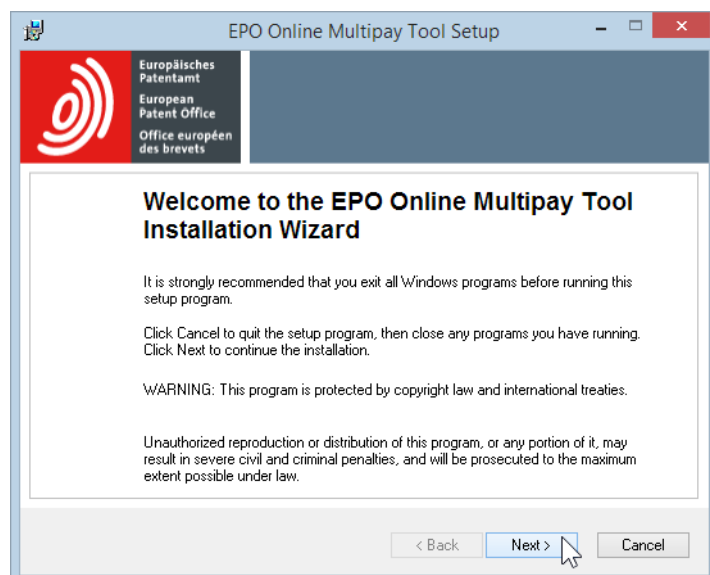 EPO Online Multipay Tool Setup
Europäisches
Patentamt
European
Patent Office
Office européen
des brevets
Welcome to the EPO Online Multipay Tool
Installation Wizard
It is strongly recommended that you exit all Windows programs before running this
setup program.
Click Cancel to quit the setup program, then close any programs you have running.
Click Next to continue the installation.
WARNING: This program is protected by copyright law and international treaties.
Unauthorized reproduction or distribution of this program, or any portion of it, may
result in severe civil and criminal penalties, and will be prosecuted to the maximum
extent possible under law.
< Back Next > Cancel